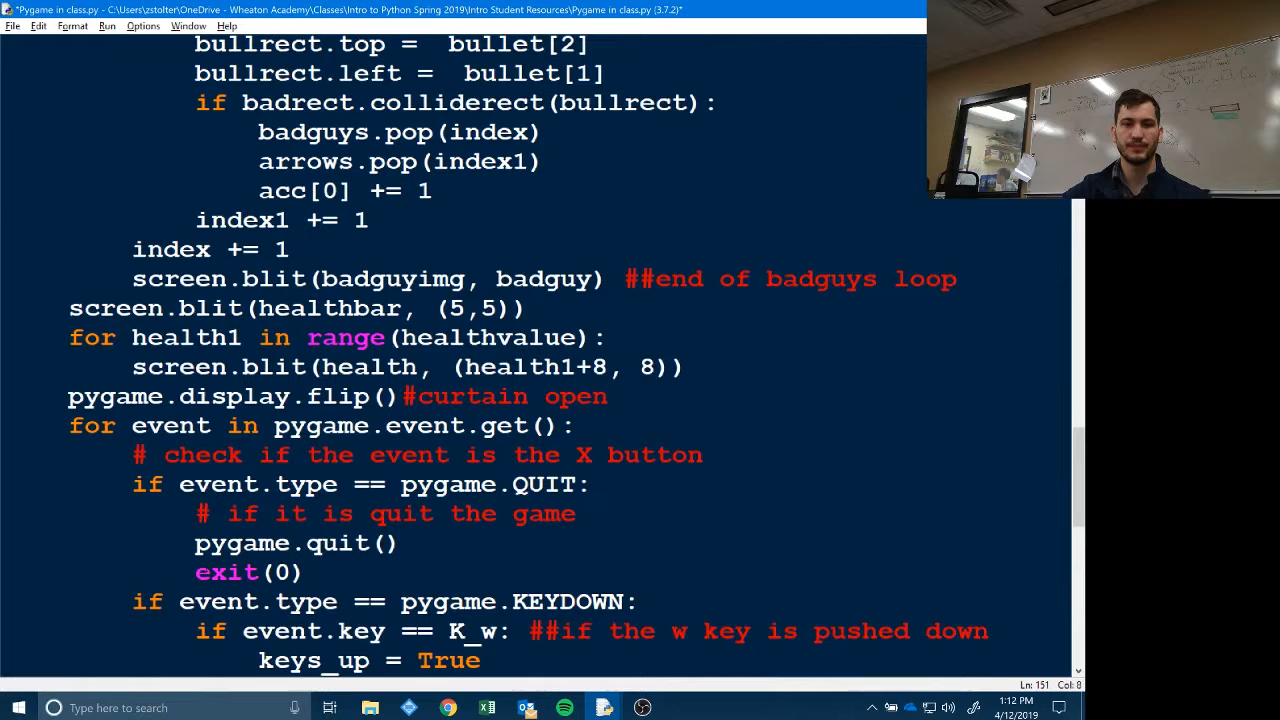 *Pygame in class.py - C:\Users\zstolter\OneDrive - Wheaton Academy\Classes\Intro to Python Spring 2019\Intro Student Resources\Pygame in class.py (3.7.2)*
File Edit Format Run Options Window Help
bullrect.top =  bullet[2]
bullrect.left =  bullet[1]
if badrect.colliderect(bullrect):
badguys.pop(index)
arrows.pop(index1)
acc[0] += 1
index1 += 1
index += 1
screen.blit(badguyimg, badguy) ##end of badguys loop
screen.blit(healthbar, (5,5))
for health1 in range(healthvalue):
screen.blit(health, (health1+8, 8))
pygame.display.flip()#curtain open
for event in pygame.event.get():
# check if the event is the X button
if event.type == pygame.QUIT:
# if it is quit the game
pygame.quit()
exit(0)
if event.type == pygame.KEYDOWN:
if event.key == K_w: ##if the w key is pushed down
keys_up = True
Ln: 151 Col: 8
Type here to search
1:12 PM
4/12/2019